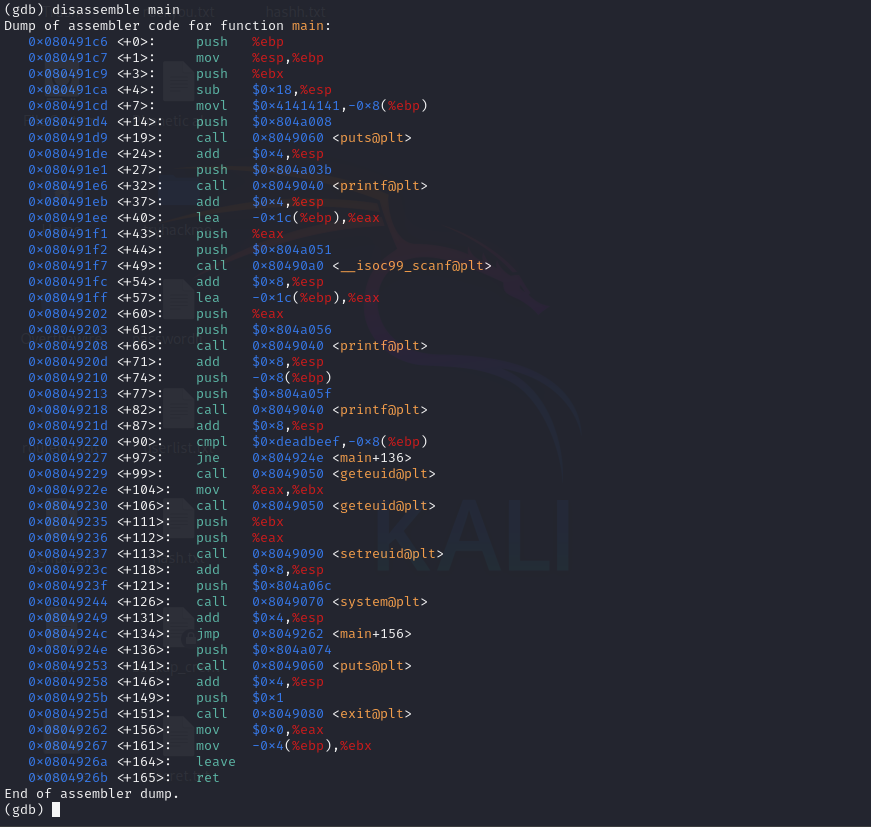 (gdb) disassemble main
Dump of assembler code for function main:
0×080491c6 <+0>: push %ebp
0×080491c7 <+1>: mov %esp,%ebp
0×080491c9 <+3>: push %ebx
0×080491ca <+4>: sub $0×18,%esp
0×080491cd <+7>: movl $0×41414141,-0×8(%ebp)
0×080491d4 <+14>: push $0×804a008
0×080491d9 <+19>: call 0×8049060 <puts@plt>
0×080491de <+24>: add $0×4,%esp
0×080491e1 <+27>: push $0×804a03b
0×080491e6 <+32>: call 0×8049040 <printf@plt>
0×080491eb <+37>: add $0×4,%esp
0×080491ee <+40>: lea -0×1c(%ebp),%eax
0×080491f1 <+43>: push %eax
0×080491f2 <+44>: push $0×804a051
0×080491f7 <+49>: call 0×80490a0 <__isoc99_scanf@plt>
0×080491fc <+54>: add $0×8,%esp
0×080491ff <+57>: lea -0×1c(%ebp),%eax
0×08049202 <+60>: push %eax
0×08049203 <+61>: push $0×804a056
0×08049208 <+66>: call 0×8049040 <printf@plt>
0×0804920d <+71>: add $0×8,%esp
0×08049210 <+74>: push -0×8(%ebp)
0×08049213 <+77>: push $0×804a05f
0×08049218 <+82>: call 0×8049040 <printf@plt>
0×0804921d <+87>: add $0×8,%esp
0×08049220 <+90>: cmpl $0×deadbeef,-0×8(%ebp)
0×08049227 <+97>: jne 0×804924e <main+136>
0×08049229 <+99>: call 0×8049050 <geteuid@plt>
0×0804922e <+104>: mov %eax,%ebx
0×08049230 <+106>: call 0×8049050 <geteuid@plt>
0×08049235 <+111>: push %ebx
0×08049236 <+112>: push %eax
0×08049237 <+113>: call 0×8049090 <setreuid@plt>
0×0804923c <+118>: add $0×8,%esp
0×0804923f <+121>: push $0×804a06c
0×08049244 <+126>: call 0×8049070 <system@plt>
0×08049249 <+131>: add $0×4,%esp
0×0804924c <+134>: jmp 0×8049262 <main+156>
0×0804924e <+136>: push $0×804a074
0×08049253 <+141>: call 0×8049060 <puts@plt>
0×08049258 <+146>: add $0×4,%esp
0×0804925b <+149>: push $0×1
0×0804925d <+151>: call 0×8049080 <exit@plt>
0×08049262 <+156>: mov $0×0,%eax
0×08049267 <+161>: mov -0×4(%ebp),%ebx
0×0804926a <+164>: leave
0×0804926b <+165>: ret
End of assembler dump.
(gdb)
KALI